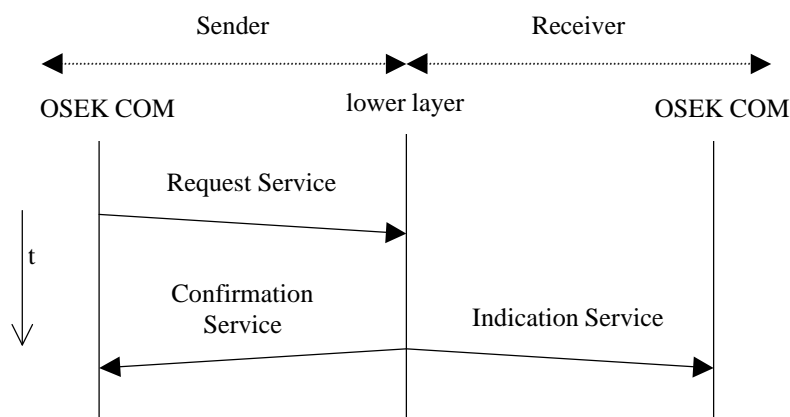 Sender
Receiver
OSEK COM
lower layer
OSEK COM
Request Service
t
Confirmation
Service
Indication Service